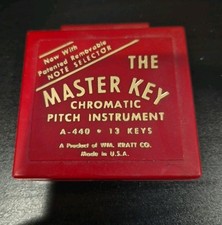 Now With
Patented Removable
NOTE SELECTOR
THE
MASTER KEY
CHROMATIC
PITCH INSTRUMENT
A-440 • 13 KEYS
A Product of WM. KRATT CO.
Made in U.S.A.